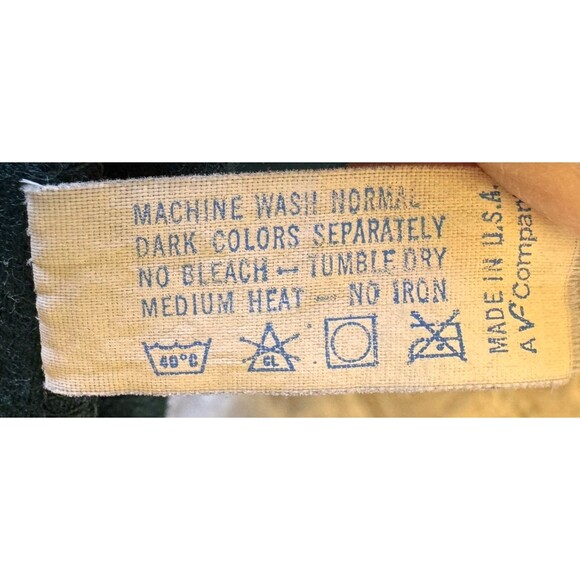 MACHINE WASH NORMAL
DARK COLORS SEPARATELY
NO BLEACH — TUMBLE DRY
MEDIUM HEAT — NO IRON
40°C
CL
MADE IN U.S.A.
A VF Company